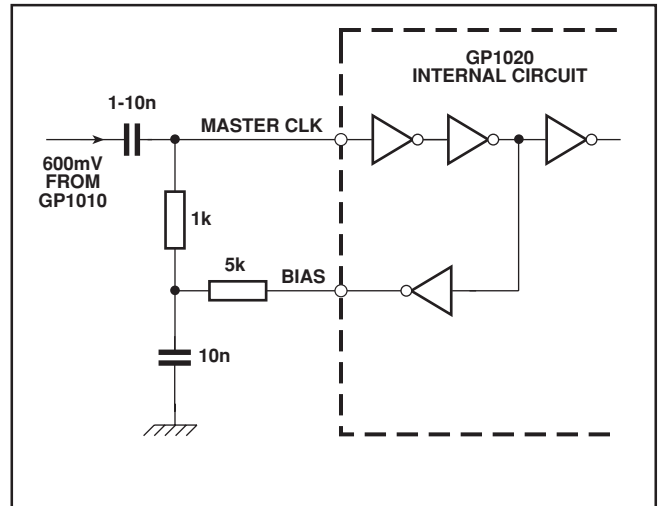 GP1020
INTERNAL CIRCUIT
1-10n
MASTER CLK
600mV
FROM
GP1010
1k
5k
BIAS
10n